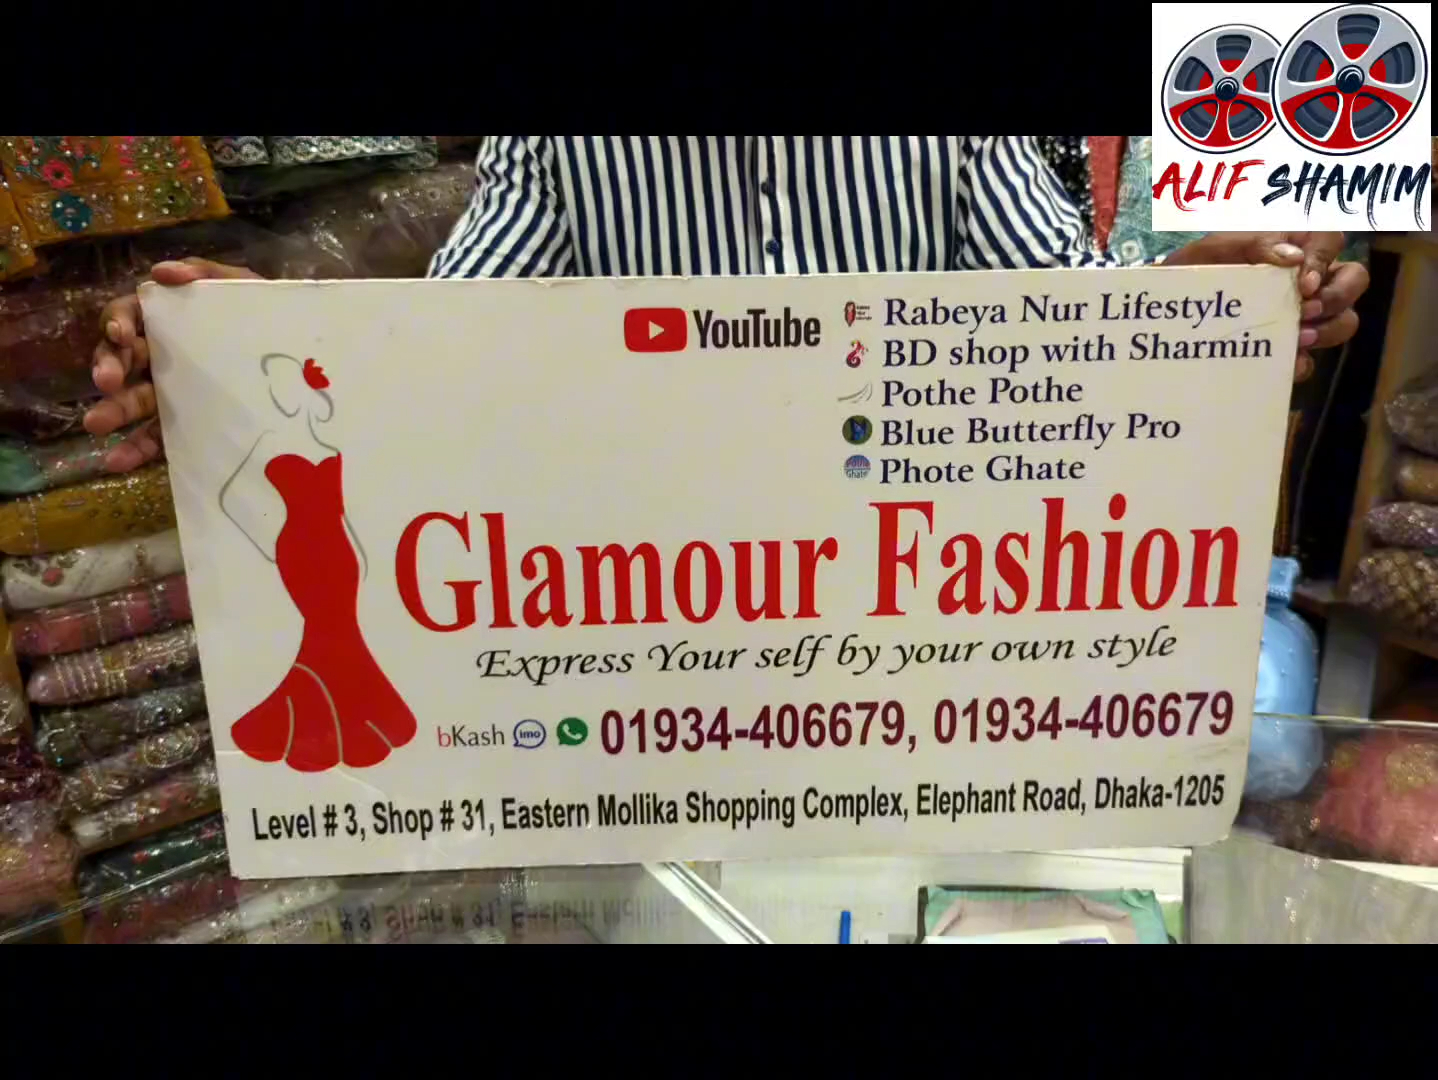 ALIF SHAMIM
YouTube
Rabeya Nur Lifestyle
BD shop with Sharmin
Pothe Pothe
Blue Butterfly Pro
Phote Ghate
Glamour Fashion
Express Your self by your own style
bKash imo 01934-406679, 01934-406679
Level # 3, Shop # 31, Eastern Mollika Shopping Complex, Elephant Road, Dhaka-1205